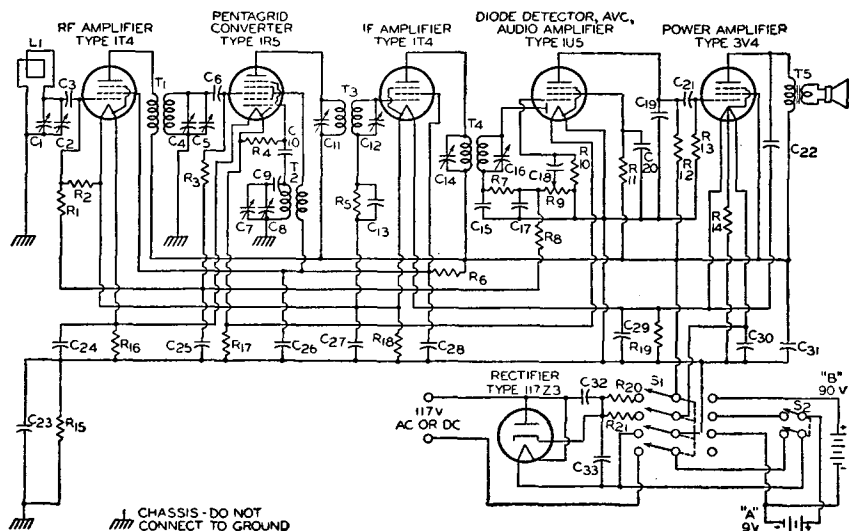 RF AMPLIFIER
TYPE 1T4
PENTAGRID
CONVERTER
TYPE 1R5
IF AMPLIFIER
TYPE 1T4
DIODE DETECTOR, AVC,
AUDIO AMPLIFIER
TYPE 1U5
POWER AMPLIFIER
TYPE 3V4
L1
C3
T1
C6
T3
T4
C19
C21
T5
C1
C2
C4
C5
R4
C10
C11
C12
C14
C16
C18
R10
R11
C20
R12
R13
C22
R1
R2
R3
C9
T2
C7
C8
R5
C13
R7
R9
C15
C17
R8
R14
R6
C24
R16
C25
R17
C26
C27
R18
C28
C29
R19
C30
C31
C23
R15
RECTIFIER
TYPE 117Z3
117V
AC OR DC
C32
R20
R21
C33
S1
S2
"B"
90 V
"A"
9V
CHASSIS - DO NOT
CONNECT TO GROUND